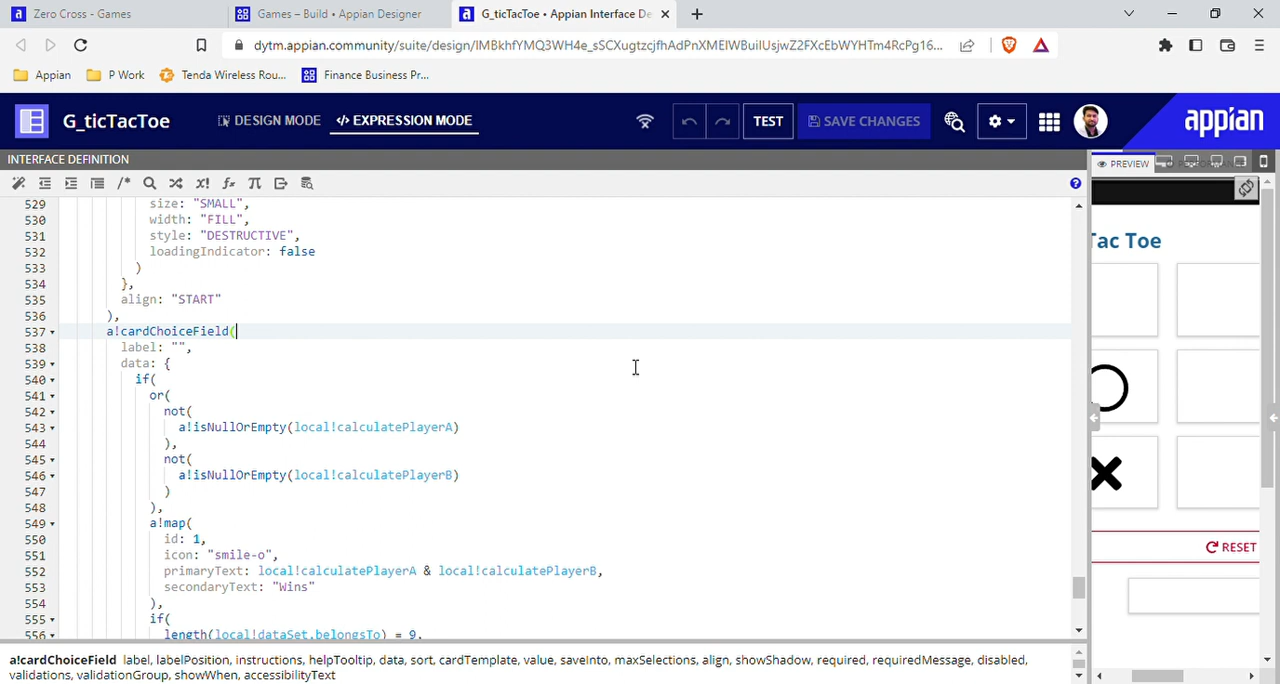 Zero Cross - Games
Games – Build • Appian Designer
G_ticTacToe • Appian Interface De
dytm.appian.community/suite/design/IMBkhfYMQ3WH4e_sSCXugtzcjfhAdPnXMEIWBuilUsjwZ2FXcEbWYHTm4RcPg16...
Appian
P Work
Tenda Wireless Rou...
Finance Business Pr...
G_ticTacToe
DESIGN MODE
</> EXPRESSION MODE
TEST
SAVE CHANGES
appian
INTERFACE DEFINITION
PREVIEW
529 size: "SMALL",
530 width: "FILL",
531 style: "DESTRUCTIVE",
532 loadingIndicator: false
533 )
534 },
535 align: "START"
536 ),
537 a!cardChoiceField(
538 label: "",
539 data: {
540 if(
541 or(
542 not(
543 a!isNullOrEmpty(local!calculatePlayerA)
544 ),
545 not(
546 a!isNullOrEmpty(local!calculatePlayerB)
547 )
548 ),
549 a!map(
550 id: 1,
551 icon: "smile-o",
552 primaryText: local!calculatePlayerA & local!calculatePlayerB,
553 secondaryText: "Wins"
554 ),
555 if(
556 length(local!dataSet.belongsTo) = 9,
Tac Toe
RESET
a!cardChoiceField label, labelPosition, instructions, helpTooltip, data, sort, cardTemplate, value, saveInto, maxSelections, align, showShadow, required, requiredMessage, disabled,
validations, validationGroup, showWhen, accessibilityText